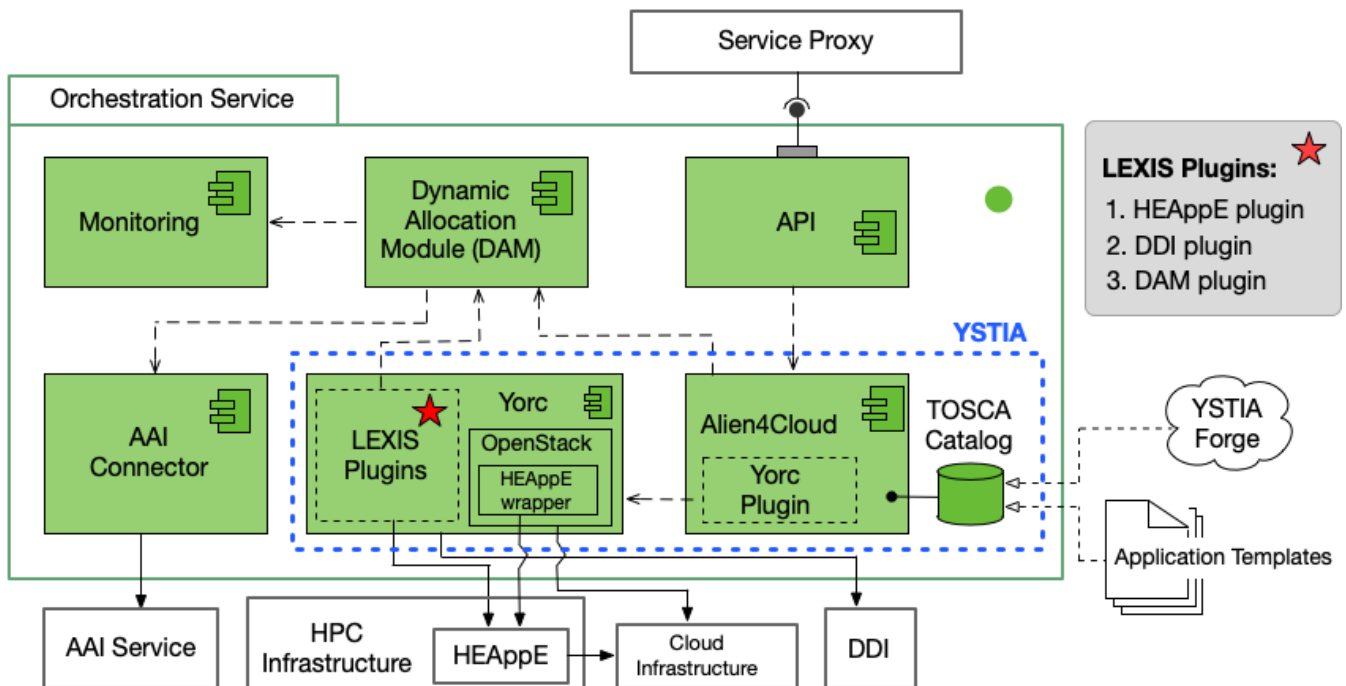 Service Proxy
Orchestration Service
Monitoring
Dynamic
Allocation
Module (DAM)
API
LEXIS Plugins:
1. HEAppE plugin
2. DDI plugin
3. DAM plugin
YSTIA
AAI
Connector
LEXIS
Plugins
Yorc
OpenStack
HEAppE
wrapper
Alien4Cloud
Yorc
Plugin
TOSCA
Catalog
YSTIA
Forge
Application Templates
AAI Service
HPC
Infrastructure
HEAppE
Cloud
Infrastructure
DDI